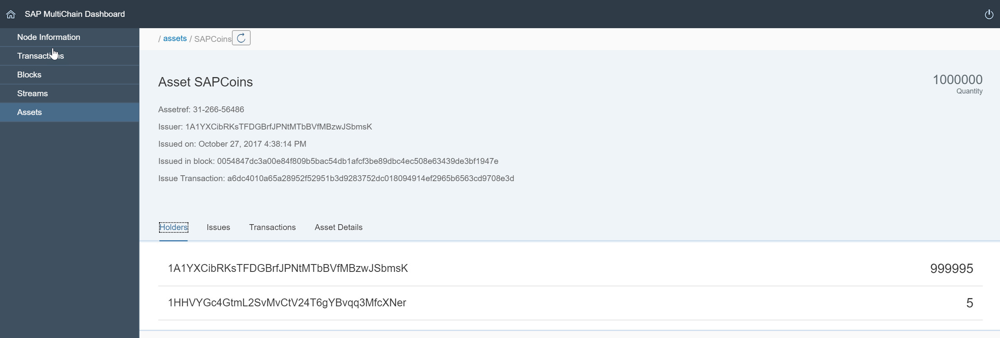 SAP MultiChain Dashboard
Node Information
Transactions
Blocks
Streams
Assets
/ assets / SAPCoins
Asset SAPCoins
1000000
Quantity
Assetref: 31-266-56486
Issuer: 1A1YXCibRKsTFDGBrfJPNtMTbBVfMBzwJSbmsK
Issued on: October 27, 2017 4:38:14 PM
Issued in block: 0054847dc3a00e84f809b5bac54db1afcf3be89dbc4ec508e63439de3bf1947e
Issue Transaction: a6dc4010a65a28952f52951b3d9283752dc018094914ef2965b6563cd9708e3d
Holders Issues Transactions Asset Details
1A1YXCibRKsTFDGBrfJPNtMTbBVfMBzwJSbmsK 999995
1HHVYGc4GtmL2SvMvCtV24T6gYBvqq3MfcXNer 5